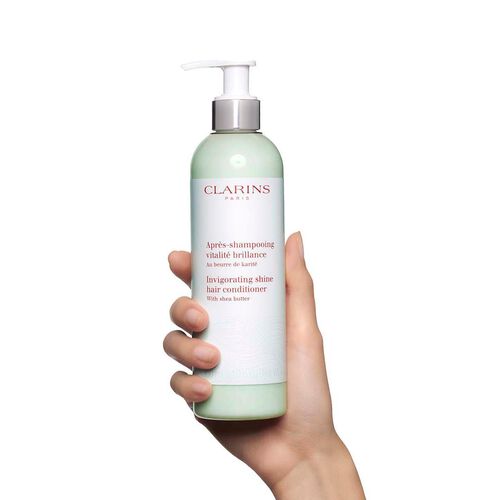 CLARINS
PARIS
Après-shampooing
vitalité brillance
Au beurre de karité
Invigorating shine
hair conditioner
With shea butter